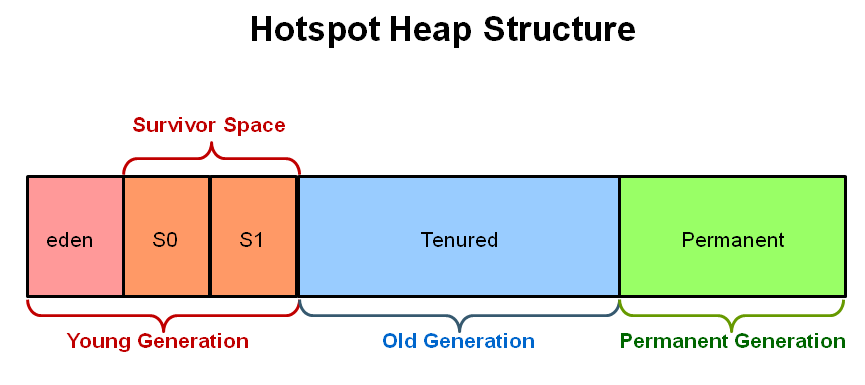 Hotspot Heap Structure
Survivor Space
eden S0 S1 Tenured Permanent
Young Generation Old Generation Permanent Generation